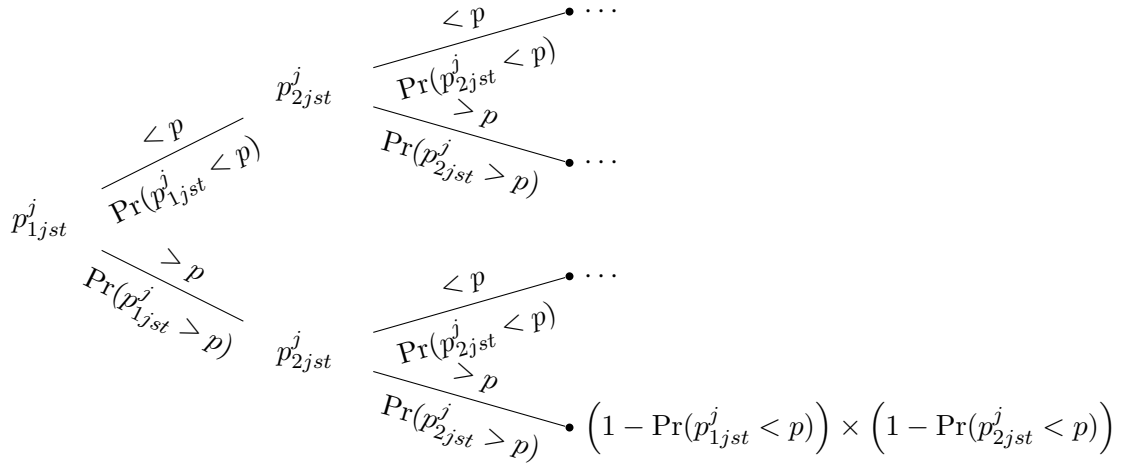 < p
· · ·
Pr(p^j_{2jst} < p)
p^j_{2jst}
> p
Pr(p^j_{2jst} > p)
· · ·
< p
Pr(p^j_{1jst} < p)
p^j_{1jst}
> p
Pr(p^j_{1jst} > p)
< p
· · ·
Pr(p^j_{2jst} < p)
p^j_{2jst}
> p
Pr(p^j_{2jst} > p)
(1 − Pr(p^j_{1jst} < p)) × (1 − Pr(p^j_{2jst} < p))